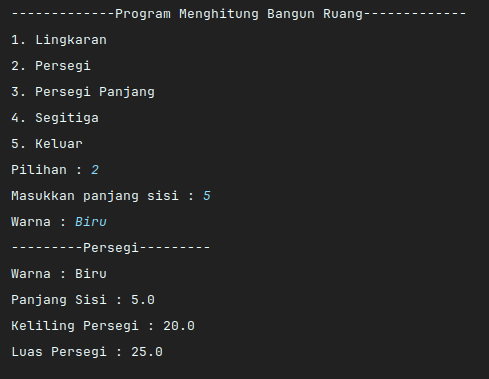 -------------Program Menghitung Bangun Ruang-------------
1. Lingkaran
2. Persegi
3. Persegi Panjang
4. Segitiga
5. Keluar
Pilihan : 2
Masukkan panjang sisi : 5
Warna : Biru
---------Persegi---------
Warna : Biru
Panjang Sisi : 5.0
Keliling Persegi : 20.0
Luas Persegi : 25.0